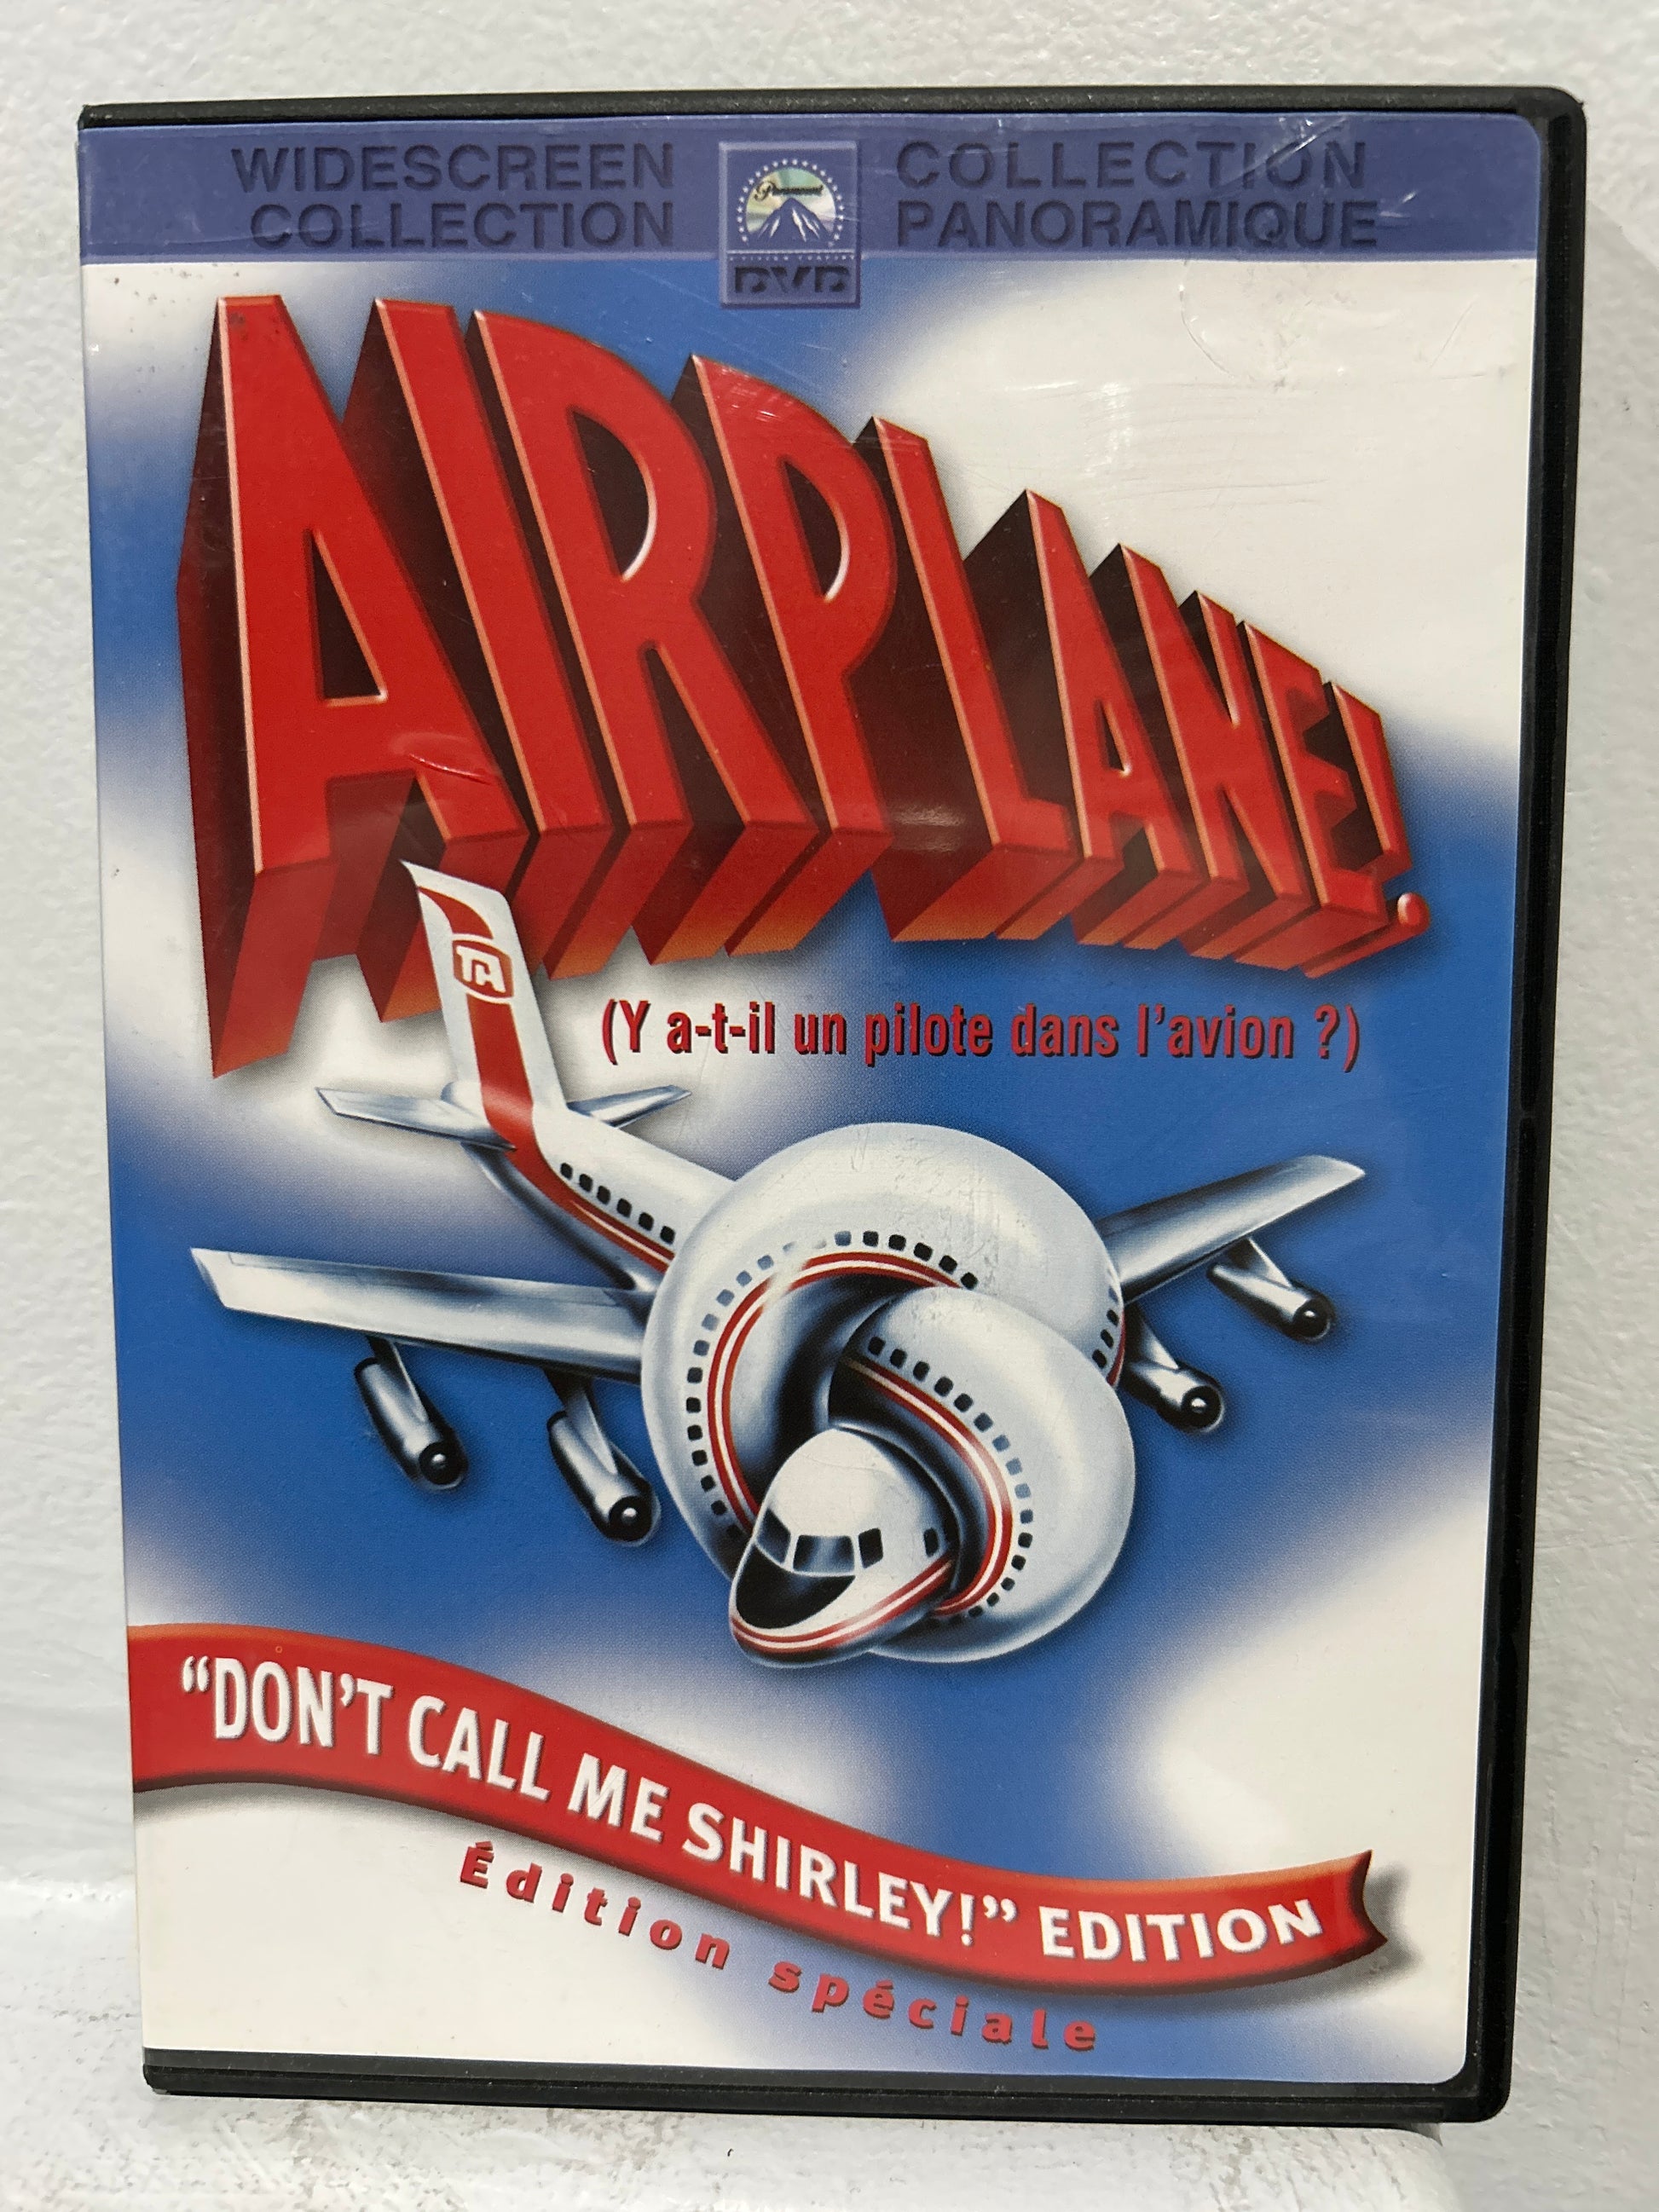 WIDESCREEN
COLLECTION
Paramount
DVD
COLLECTION
PANORAMIQUE
AIRPLANE!
TA
(Y a-t-il un pilote dans l'avion ?)
“DON'T CALL ME SHIRLEY!” EDITION
Édition spéciale